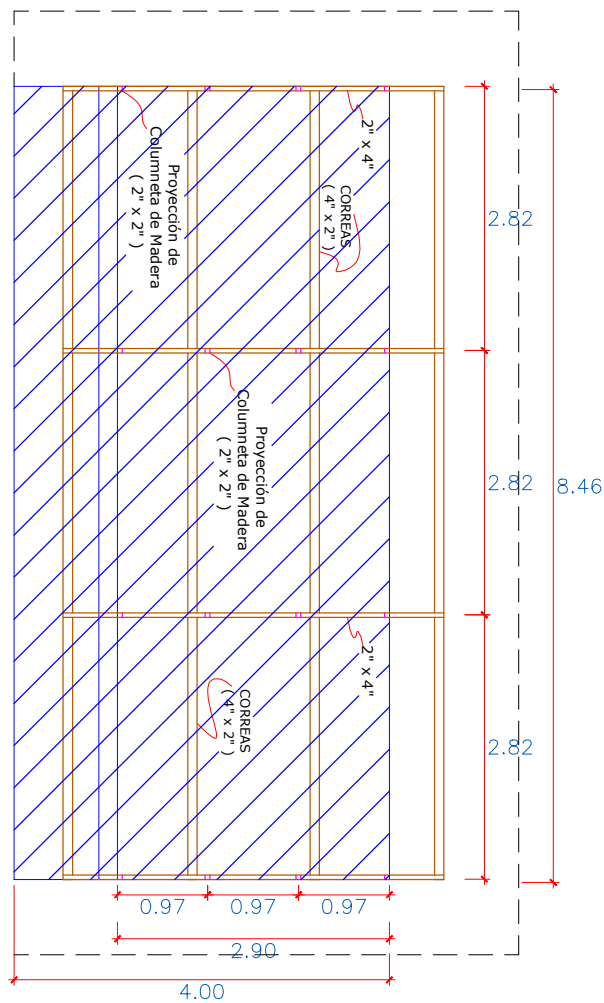 2" x 4"
CORREAS
( 4" x 2" )
Proyección de
Columneta de Madera
( 2" x 2" )
2.82
Proyección de
Columneta de Madera
( 2" x 2" )
2.82
8.46
2" x 4"
CORREAS
( 4" x 2" )
2.82
0.97
0.97
0.97
2.90
4.00